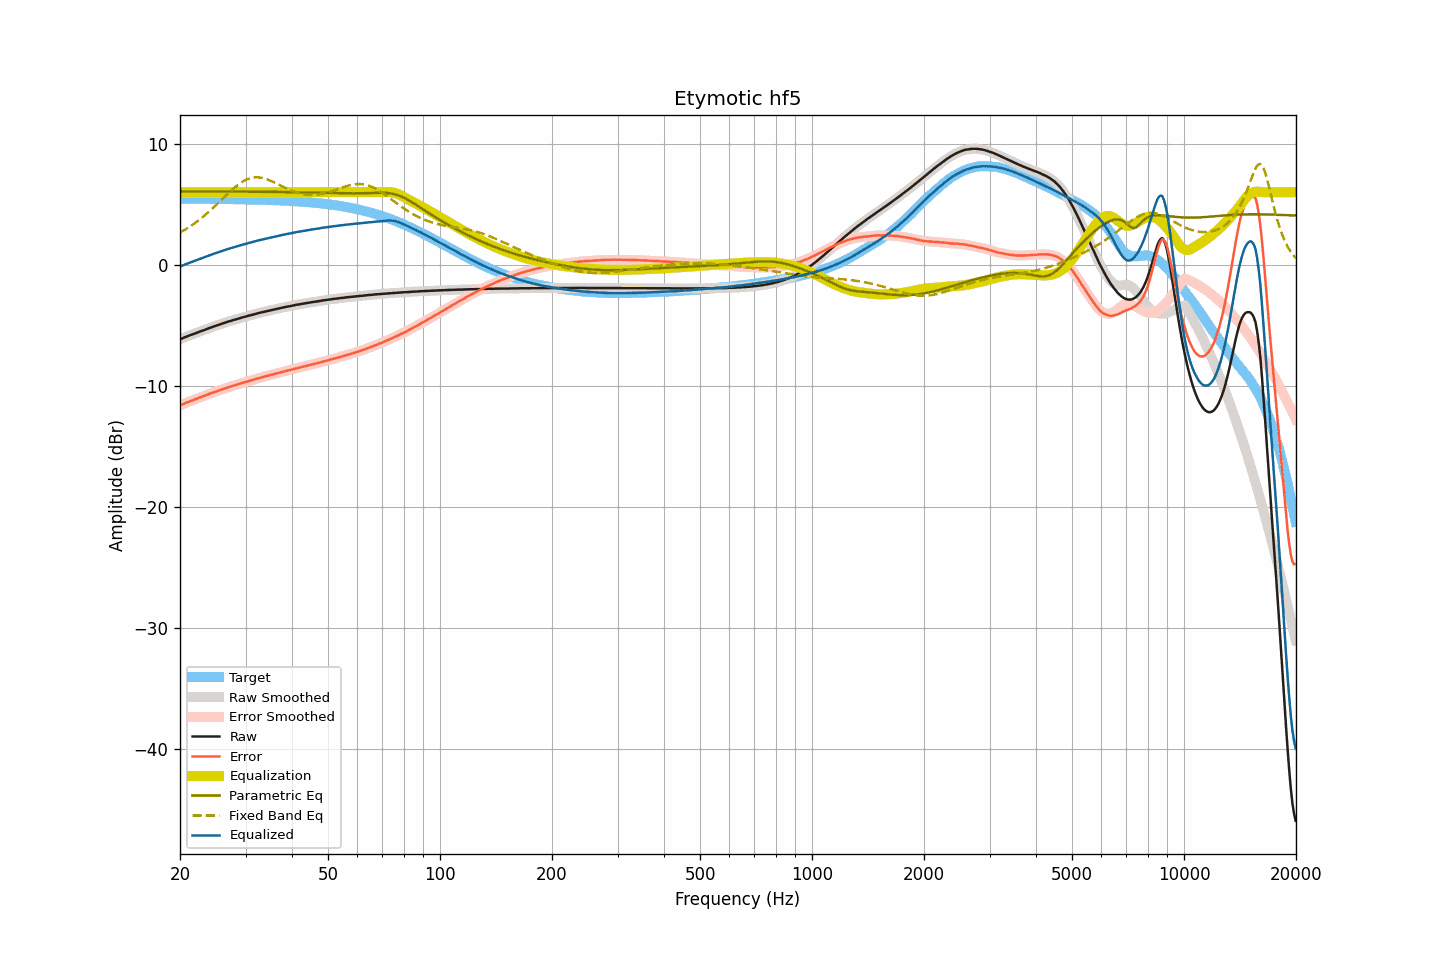 Etymotic hf5
10
0
−10
−20
−30
−40
Amplitude (dBr)
Target
Raw Smoothed
Error Smoothed
Raw
Error
Equalization
Parametric Eq
Fixed Band Eq
Equalized
20 50 100 200 500 1000 2000 5000 10000 20000
Frequency (Hz)